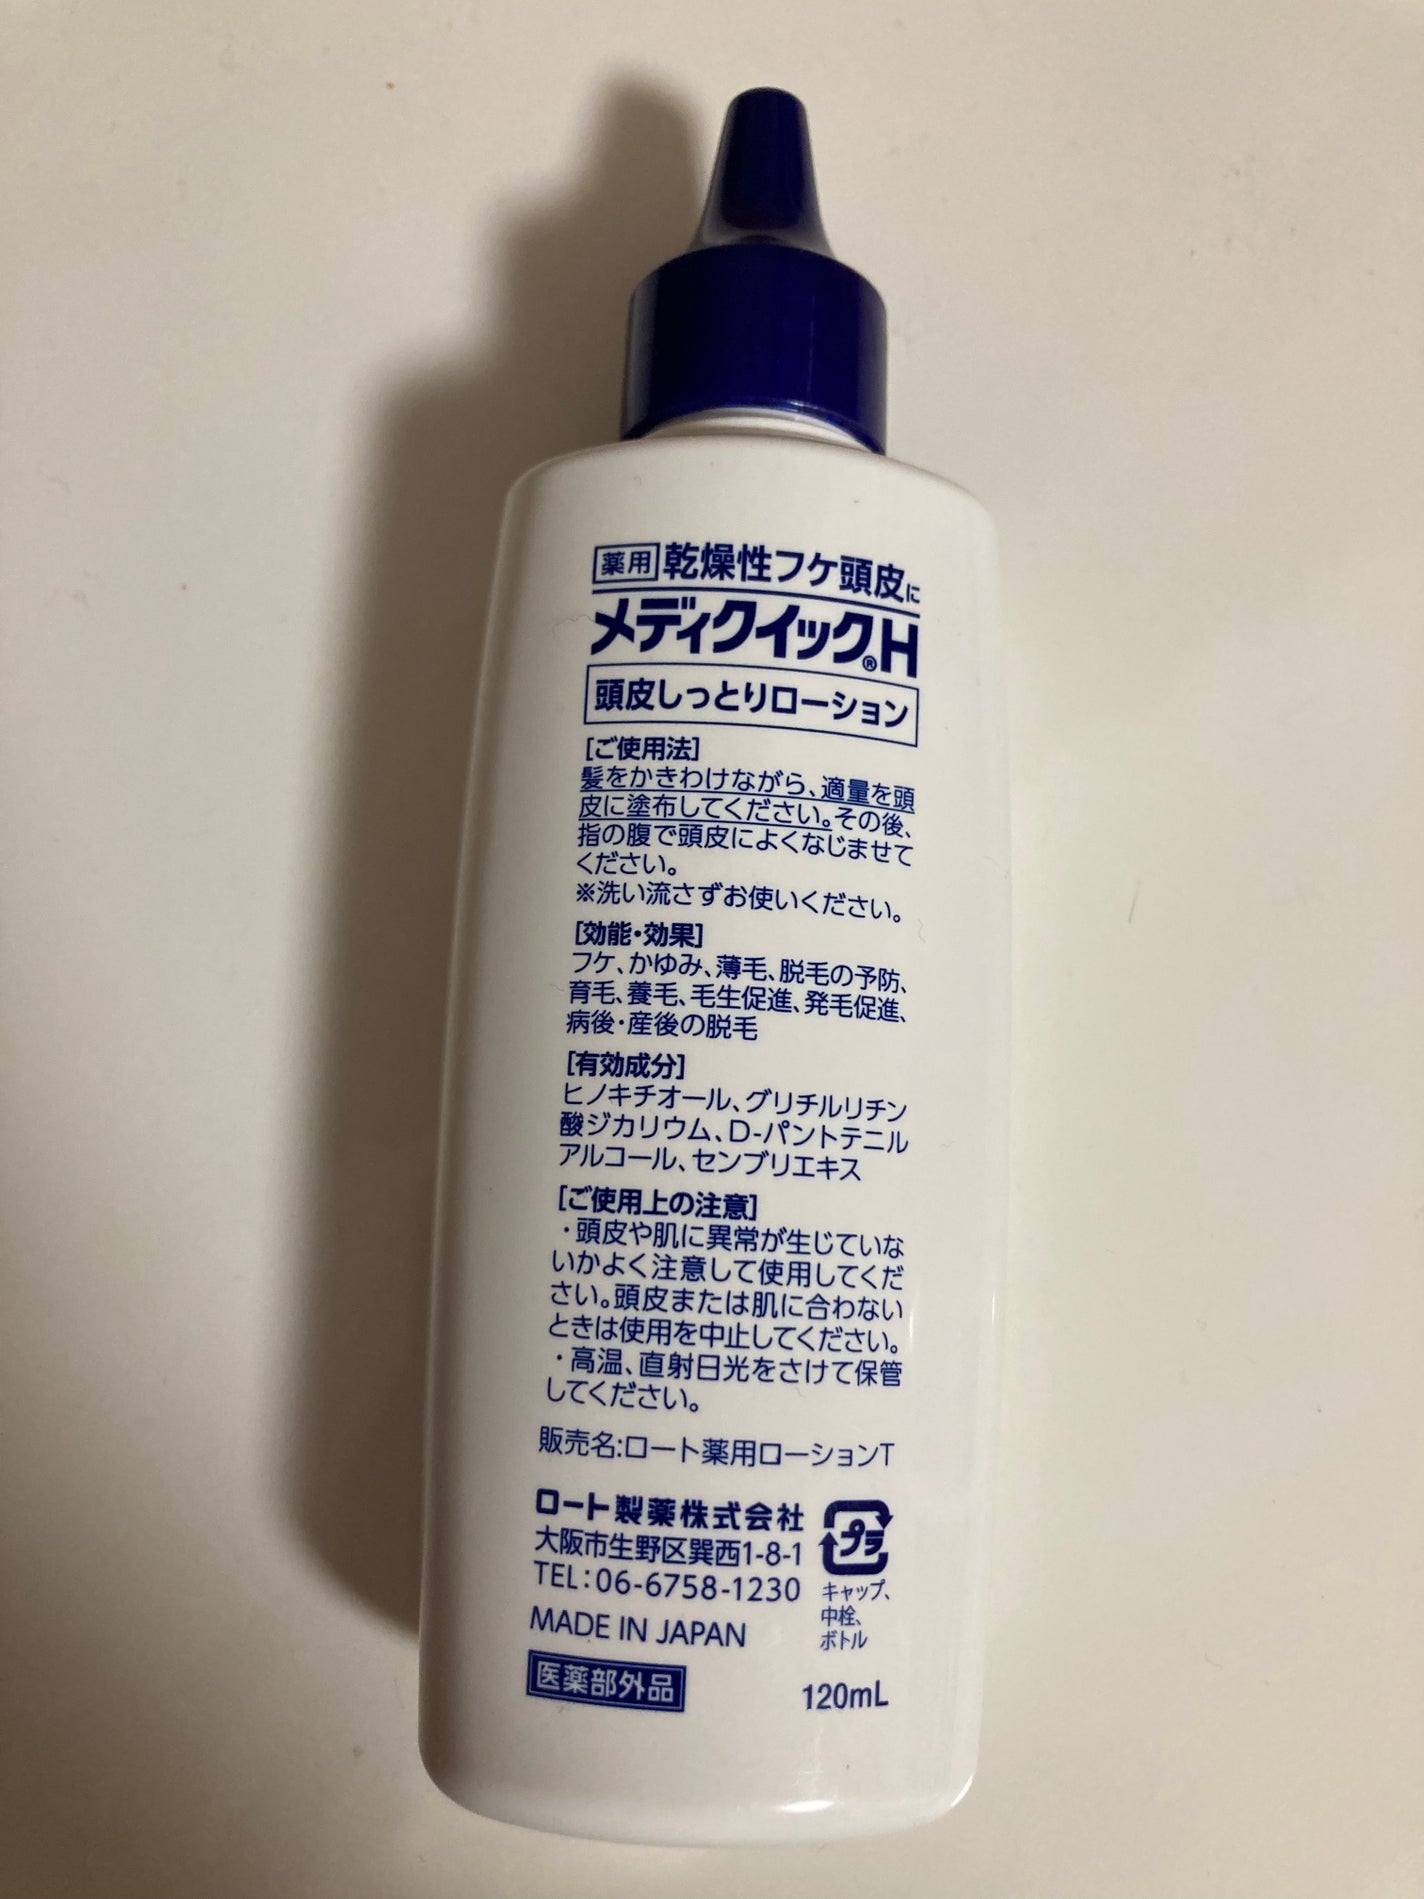 薬用 乾燥性フケ頭皮に
メディクイック®H
頭皮しっとりローション
[ご使用法]
髪をかきわけながら、適量を頭
皮に塗布してください。その後、
指の腹で頭皮によくなじませて
ください。
※洗い流さずお使いください。
[効能・効果]
フケ、かゆみ、薄毛、脱毛の予防、
育毛、養毛、毛生促進、発毛促進、
病後・産後の脱毛
[有効成分]
ヒノキチオール、グリチルリチン
酸ジカリウム、D-パントテニル
アルコール、センブリエキス
[ご使用上の注意]
・頭皮や肌に異常が生じていな
いかよく注意して使用してくだ
さい。頭皮または肌に合わない
ときは使用を中止してください。
・高温、直射日光をさけて保管
してください。
販売名:ロート薬用ローションT
ロート製薬株式会社
大阪市生野区巽西1-8-1
TEL:06-6758-1230
MADE IN JAPAN
医薬部外品
プラ
キャップ、
中栓、
ボトル
120mL